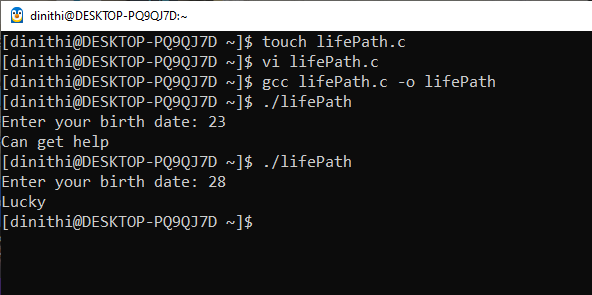 dinithi@DESKTOP-PQ9QJ7D:~
[dinithi@DESKTOP-PQ9QJ7D ~]$ touch lifePath.c
[dinithi@DESKTOP-PQ9QJ7D ~]$ vi lifePath.c
[dinithi@DESKTOP-PQ9QJ7D ~]$ gcc lifePath.c -o lifePath
[dinithi@DESKTOP-PQ9QJ7D ~]$ ./lifePath
Enter your birth date: 23
Can get help
[dinithi@DESKTOP-PQ9QJ7D ~]$ ./lifePath
Enter your birth date: 28
Lucky
[dinithi@DESKTOP-PQ9QJ7D ~]$